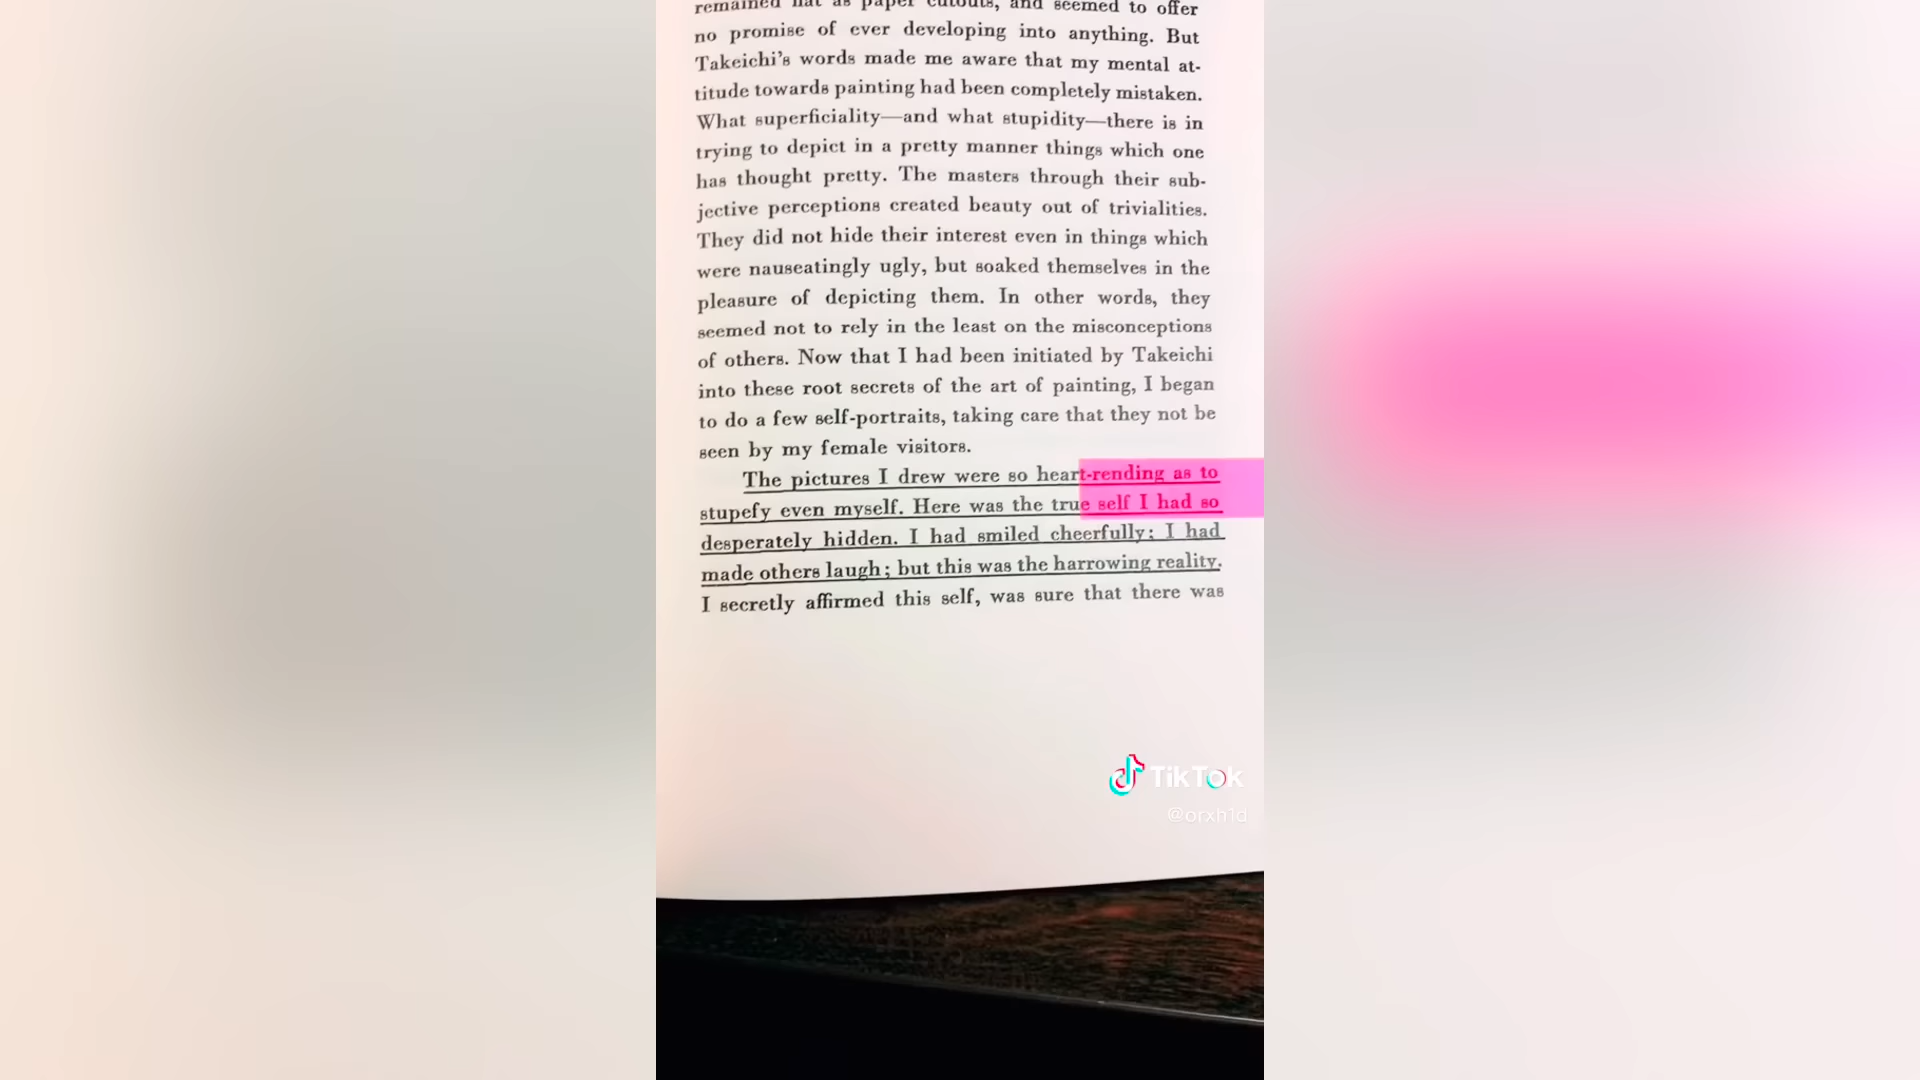 remained flat as paper cutouts, and seemed to offer
no promise of ever developing into anything. But
Takeichi's words made me aware that my mental at-
titude towards painting had been completely mistaken.
What superficiality—and what stupidity—there is in
trying to depict in a pretty manner things which one
has thought pretty. The masters through their sub-
jective perceptions created beauty out of trivialities.
They did not hide their interest even in things which
were nauseatingly ugly, but soaked themselves in the
pleasure of depicting them. In other words, they
seemed not to rely in the least on the misconceptions
of others. Now that I had been initiated by Takeichi
into these root secrets of the art of painting, I began
to do a few self-portraits, taking care that they not be
seen by my female visitors.
The pictures I drew were so heart-rending as to
stupefy even myself. Here was the true self I had so
desperately hidden. I had smiled cheerfully; I had
made others laugh; but this was the harrowing reality.
I secretly affirmed this self, was sure that there was
TikTok
@orxh1d